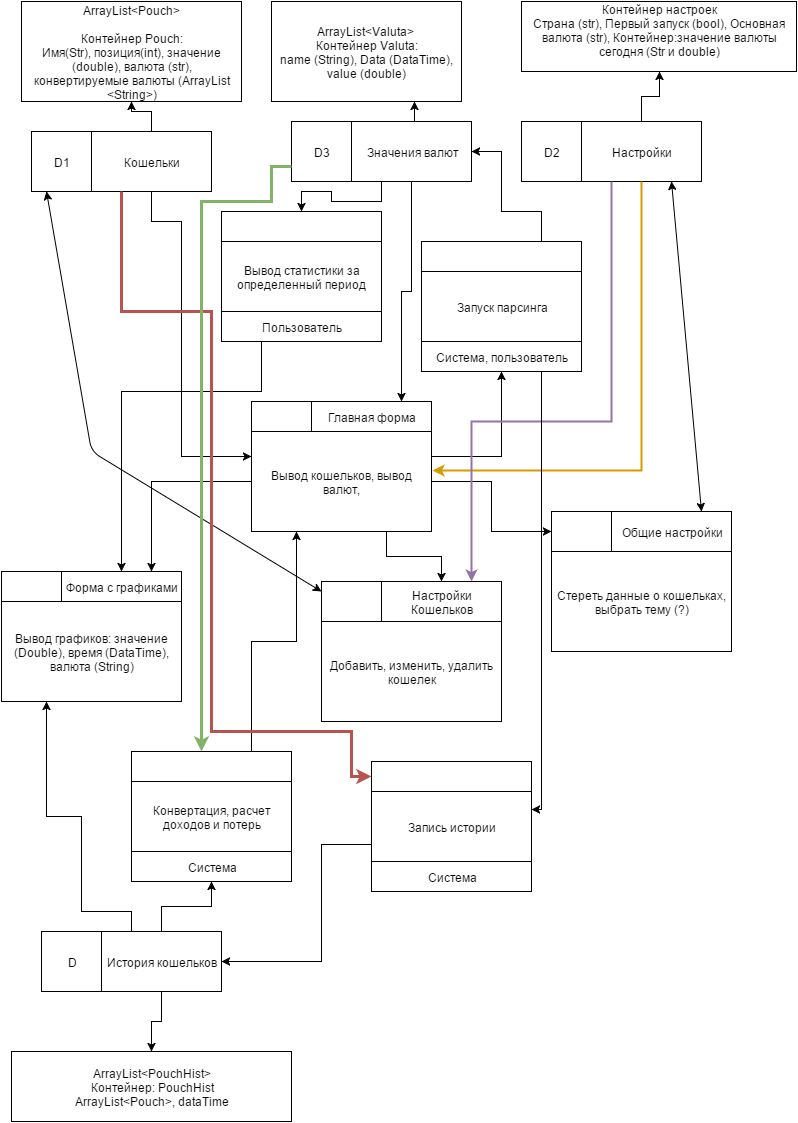 ArrayList<Pouch>
Контейнер Pouch:
Имя(Str), позиция(int), значение
(double), валюта (str),
конвертируемые валюты (ArrayList
<String>)
ArrayList<Valuta>
Контейнер Valuta:
name (String), Data (DataTime),
value (double)
Контейнер настроек
Страна (str), Первый запуск (bool), Основная
валюта (str), Контейнер:значение валюты
сегодня (Str и double)
D1
Кошельки
D3
Значения валют
D2
Настройки
Вывод статистики за
определенный период
Пользователь
Запуск парсинга
Система, пользователь
Главная форма
Вывод кошельков, вывод
валют,
Общие настройки
Стереть данные о кошельках,
выбрать тему (?)
Форма с графиками
Вывод графиков: значение
(Double), время (DataTime),
валюта (String)
Настройки
Кошельков
Добавить, изменить, удалить
кошелек
Конвертация, расчет
доходов и потерь
Система
Запись истории
Система
D
История кошельков
ArrayList<PouchHist>
Контейнер: PouchHist
ArrayList<Pouch>, dataTime